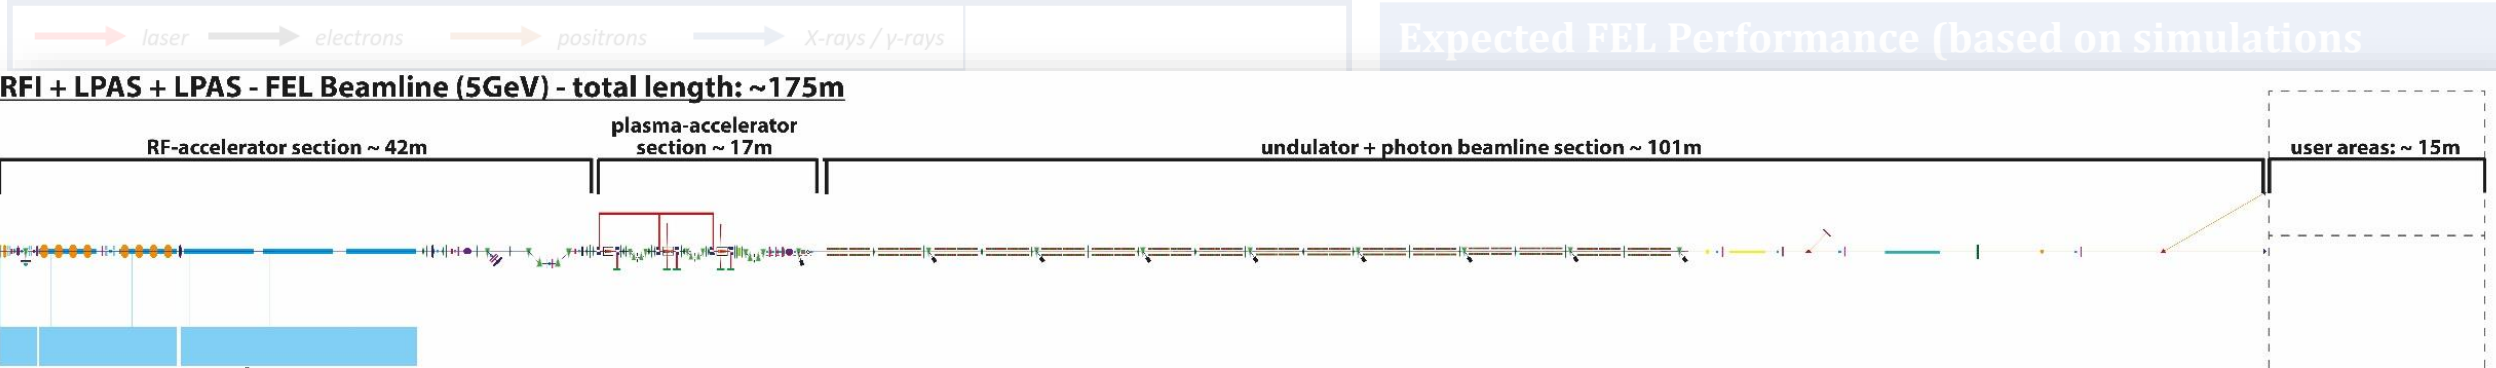 laser electrons positrons X-rays / γ-rays
Expected FEL Performance (based on simulations
RFI + LPAS + LPAS - FEL Beamline (5GeV) - total length: ~175m
RF-accelerator section ~ 42m
plasma-accelerator
section ~ 17m
undulator + photon beamline section ~ 101m
user areas: ~ 15m